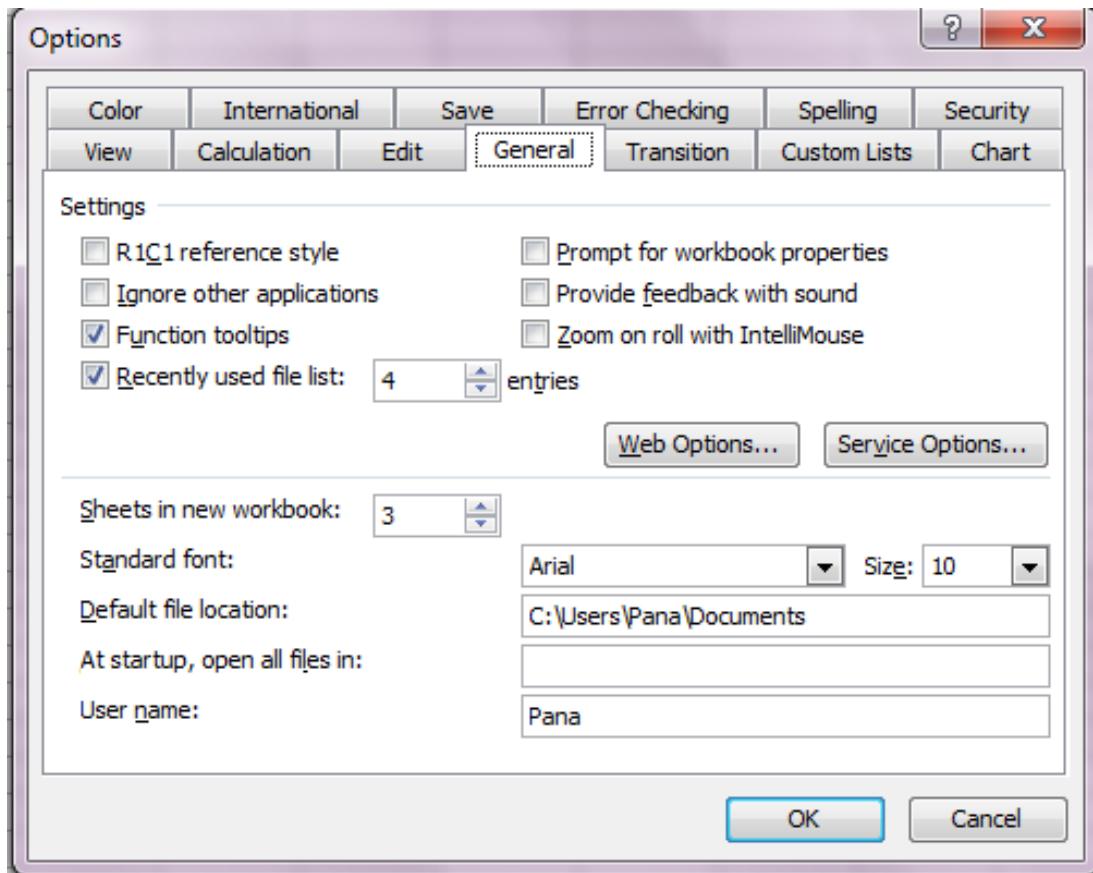 Options
Color International Save Error Checking Spelling Security
View Calculation Edit General Transition Custom Lists Chart
Settings
R1C1 reference style Prompt for workbook properties
Ignore other applications Provide feedback with sound
Function tooltips Zoom on roll with IntelliMouse
Recently used file list: 4 entries
Web Options... Service Options...
Sheets in new workbook: 3
Standard font: Arial Size: 10
Default file location: C:\Users\Pana\Documents
At startup, open all files in:
User name: Pana
OK Cancel